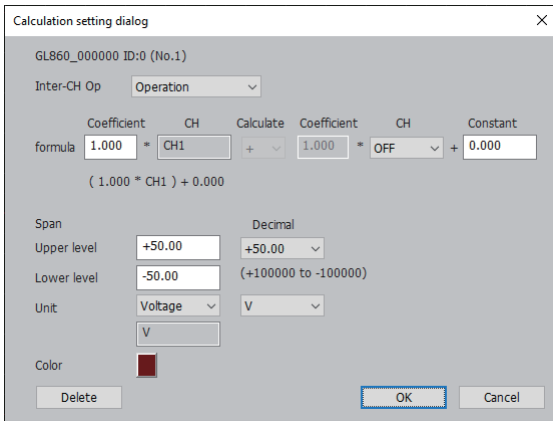 Calculation setting dialog
GL860_000000 ID:0 (No.1)
Inter-CH Op Operation
Coefficient CH Calculate Coefficient CH Constant
formula 1.000 * CH1 + 1.000 * OFF + 0.000
( 1.000 * CH1 ) + 0.000
Span Decimal
Upper level +50.00 +50.00
Lower level -50.00 (+100000 to -100000)
Unit Voltage V
V
Color
Delete OK Cancel